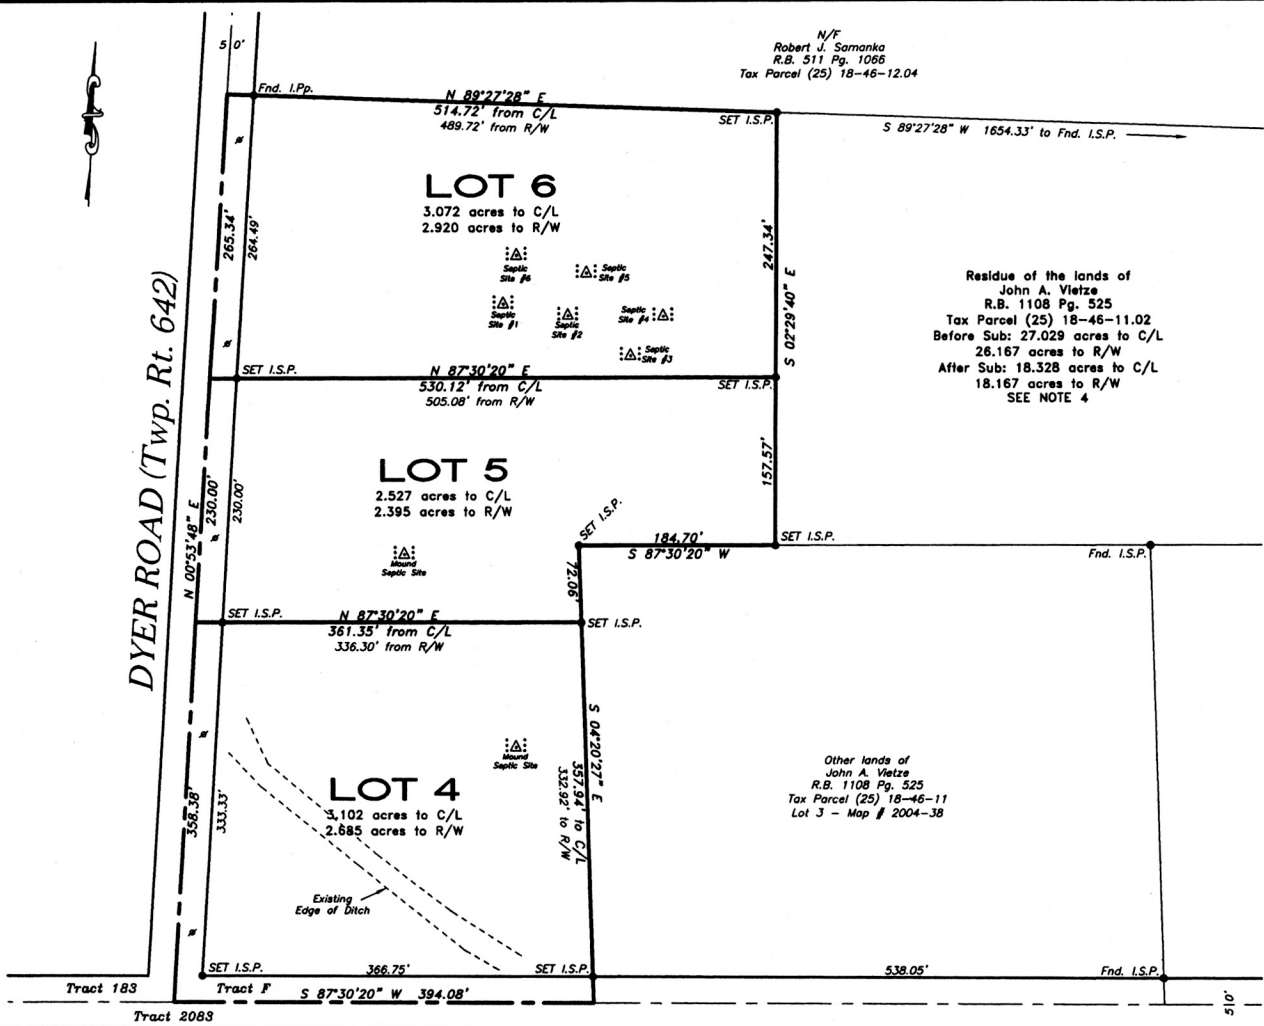 50'
N/F
Robert J. Samanka
R.B. 511 Pg. 1066
Tax Parcel (25) 18-46-12.04
Fnd. I.Pp.
N 89°27'28" E
514.72' from C/L
489.72' from R/W
SET I.S.P.
S 89°27'28" W 1654.33' to Fnd. I.S.P.
LOT 6
3.072 acres to C/L
2.920 acres to R/W
265.34'
264.49'
247.34'
S 02°29'40" E
Septic
Site #6
Septic
Site #5
Septic
Site #1
Septic
Site #2
Septic
Site #4
Septic
Site #3
Residue of the lands of
John A. Vietze
R.B. 1108 Pg. 525
Tax Parcel (25) 18-46-11.02
Before Sub: 27.029 acres to C/L
26.167 acres to R/W
After Sub: 18.328 acres to C/L
18.167 acres to R/W
SEE NOTE 4
SET I.S.P.
N 87°30'20" E
530.12' from C/L
505.08' from R/W
SET I.S.P.
DYER ROAD (Twp. Rt. 642)
LOT 5
2.527 acres to C/L
2.395 acres to R/W
157.57'
N 00°53'48" E
230.00'
230.00'
SET I.S.P.
184.70'
S 87°30'20" W
SET I.S.P.
Fnd. I.S.P.
Mound
Septic Site
72.06'
SET I.S.P.
N 87°30'20" E
361.35' from C/L
336.30' from R/W
SET I.S.P.
S 04°20'27" E
357.94' to C/L
332.92' to R/W
Mound
Septic Site
LOT 4
3.102 acres to C/L
2.685 acres to R/W
358.38'
333.33'
Other lands of
John A. Vietze
R.B. 1108 Pg. 525
Tax Parcel (25) 18-46-11
Lot 3 - Map # 2004-38
Existing
Edge of Ditch
SET I.S.P.
366.75'
SET I.S.P.
538.05'
Fnd. I.S.P.
Tract 183
Tract F
S 87°30'20" W 394.08'
Tract 2083
50'